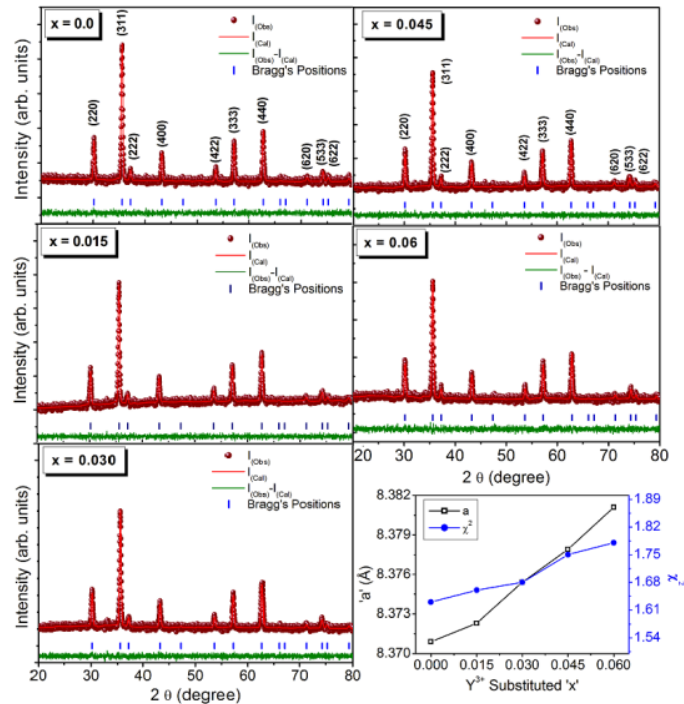 x = 0.0
I(Obs)
I(Cal)
I(Obs)-I(Cal)
Bragg's Positions
(220)
(311)
(222)
(400)
(422)
(333)
(440)
(620)
(533)
(622)
Intensity (arb. units)
x = 0.045
I(Obs)
I(Cal)
I(Obs)-I(Cal)
Bragg's Positions
(220)
(311)
(222)
(400)
(422)
(333)
(440)
(620)
(533)
(622)
x = 0.015
I(Obs)
I(Cal)
I(Obs)-I(Cal)
Bragg's Positions
Intensity (arb. units)
x = 0.06
I(Obs)
I(Cal)
I(Obs) - I(Cal)
Bragg's Positions
20 30 40 50 60 70 80
2 θ (degree)
x = 0.030
I(Obs)
I(Cal)
I(Obs)-I(Cal)
Bragg's Positions
Intensity (arb. units)
20 30 40 50 60 70 80
2 θ (degree)
a
χ²
8.382
8.379
8.376
8.373
8.370
'a' (Å)
1.89
1.82
1.75
1.68
1.61
1.54
χ²
0.000 0.015 0.030 0.045 0.060
Y³⁺ Substituted 'x'